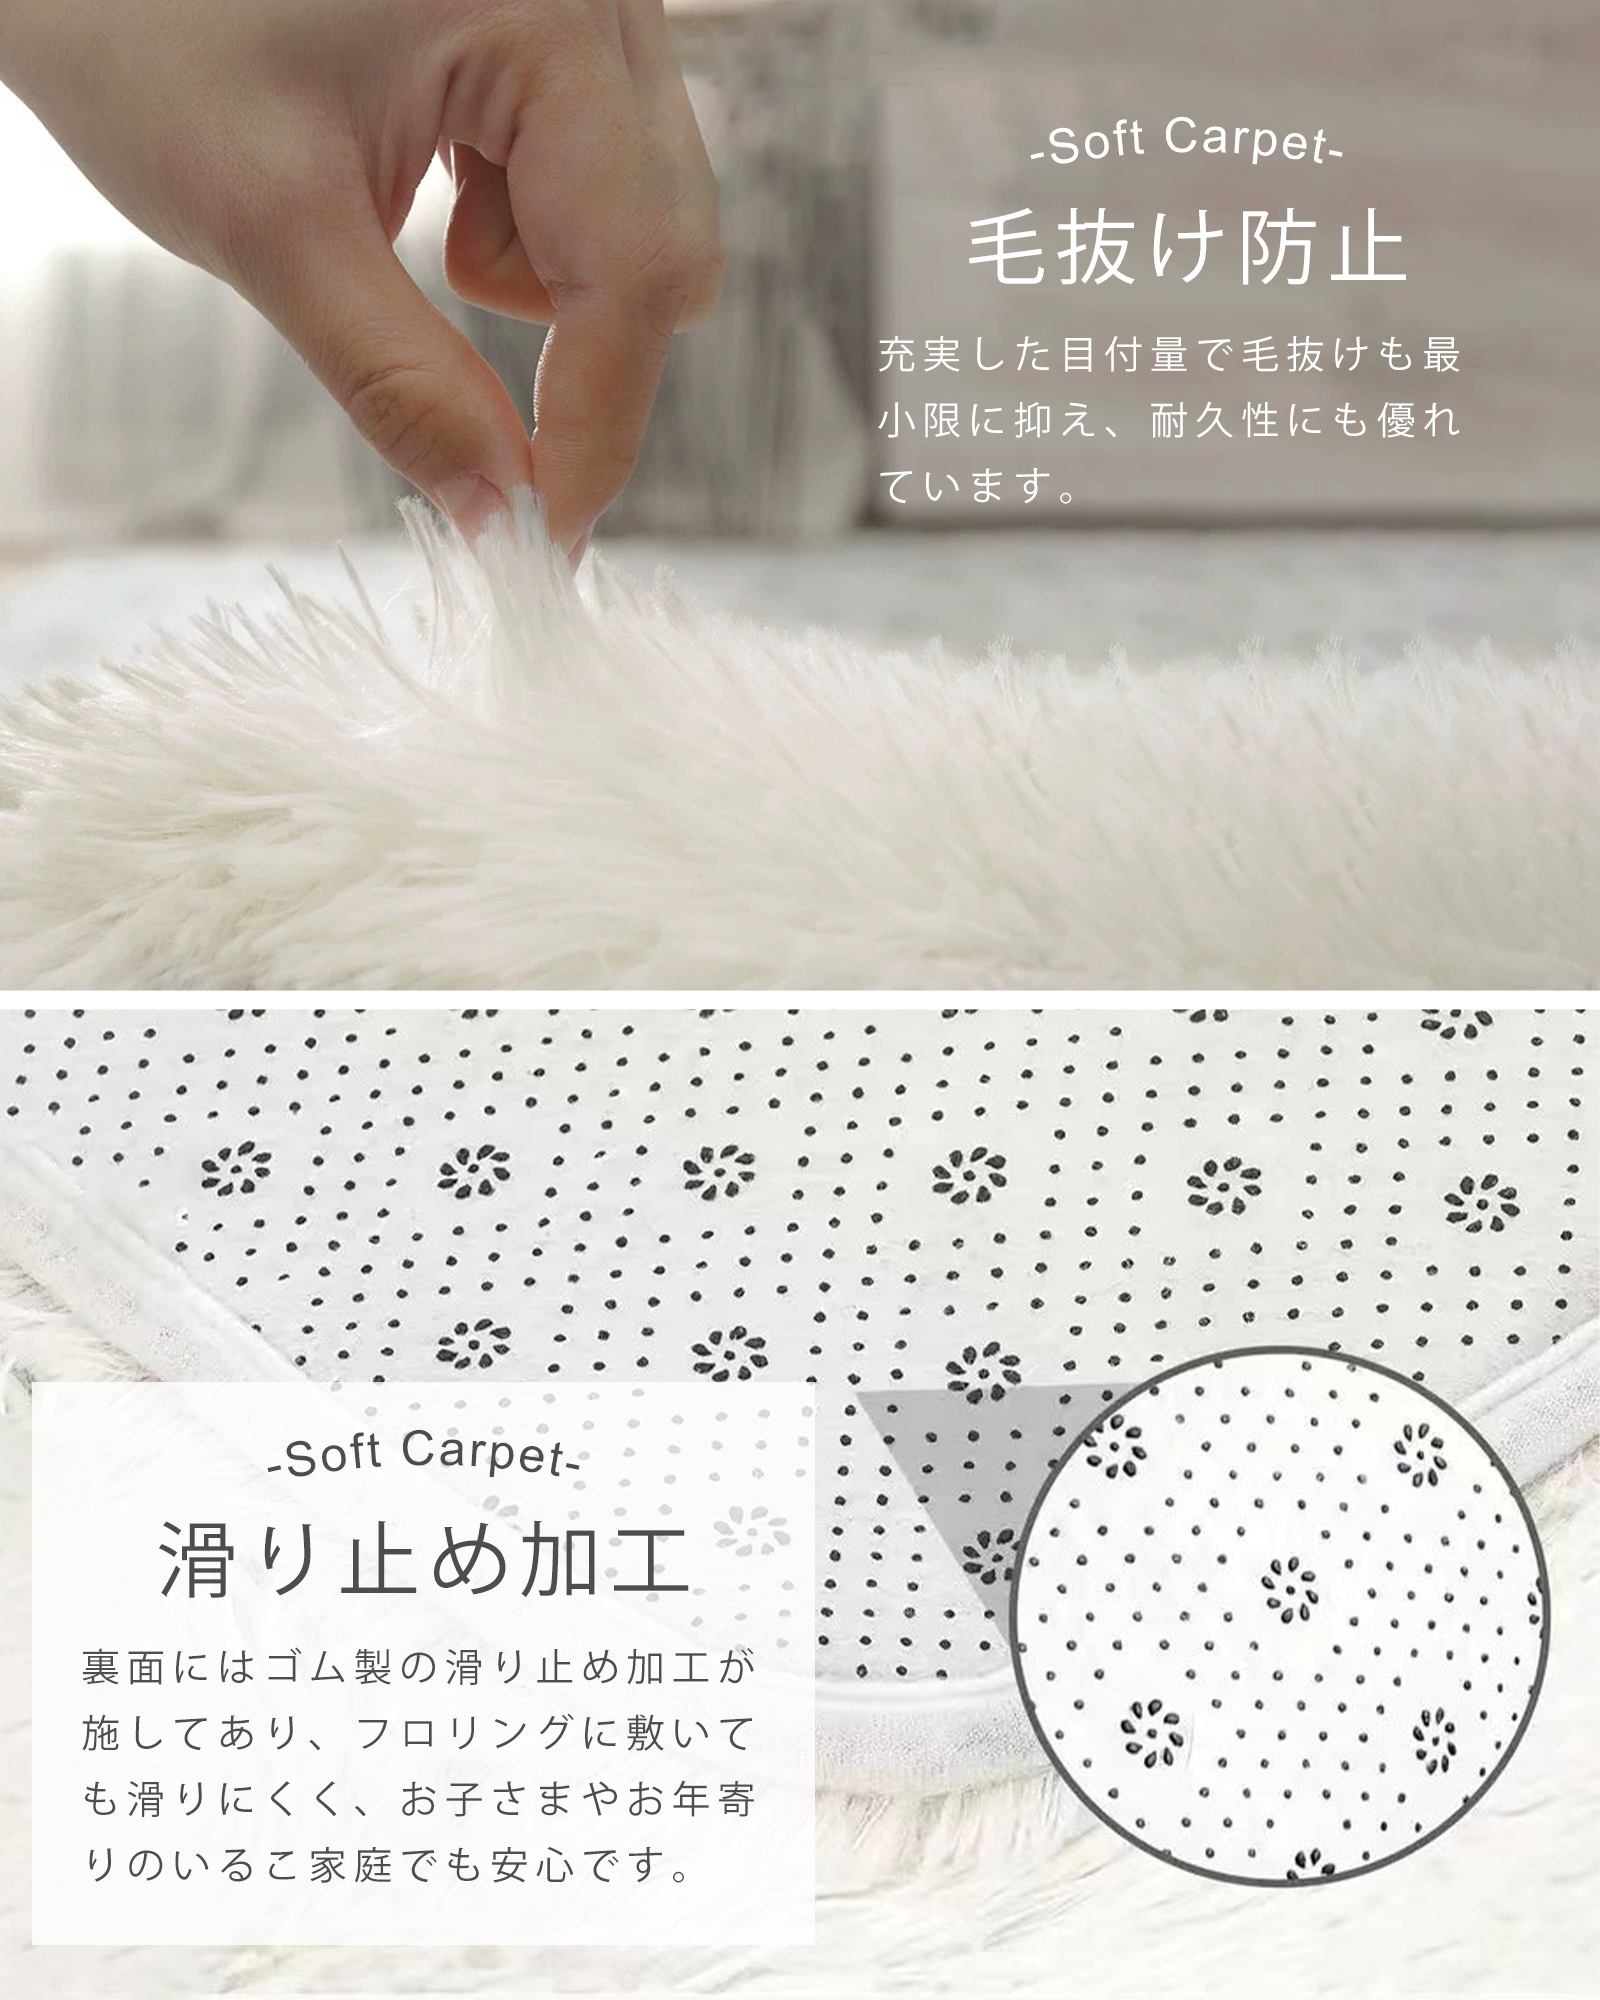 -Soft Carpet-
毛抜け防止
充実した目付量で毛抜けも最
小限に抑え、耐久性にも優れ
ています。
-Soft Carpet-
滑り止め加工
裏面にはゴム製の滑り止め加工が
施してあり、フロリングに敷いて
も滑りにくく、お子さまやお年寄
りのいるこ家庭でも安心です。